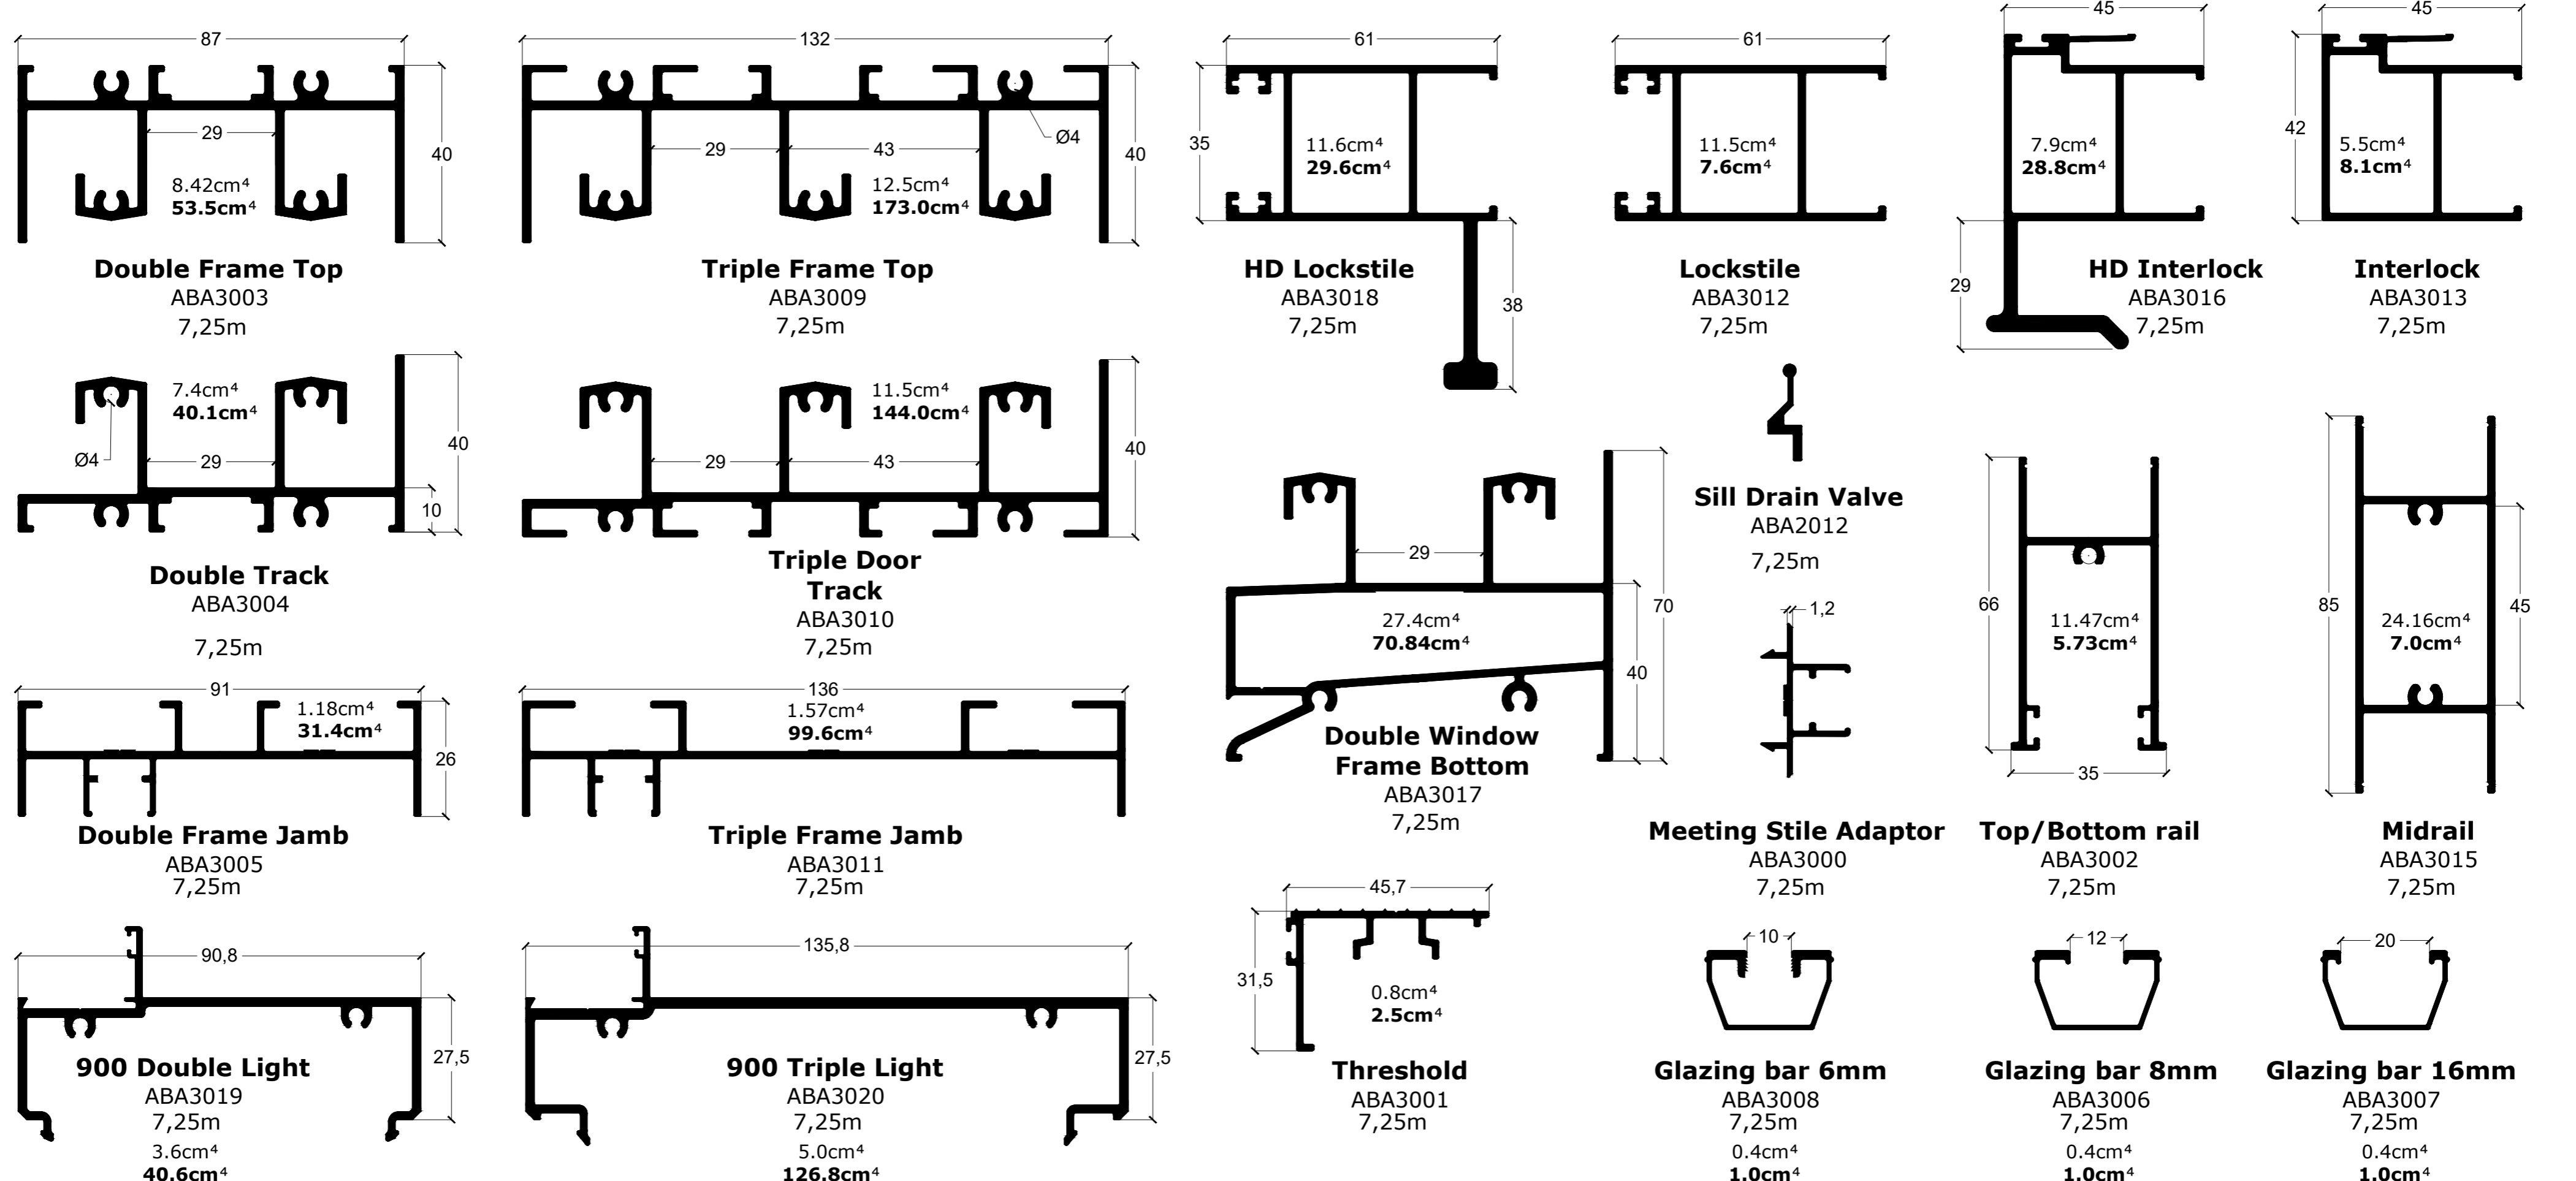 87
40
29
8.42cm⁴
53.5cm⁴
Double Frame Top
ABA3003
7,25m
132
Ø4
29
43
40
12.5cm⁴
173.0cm⁴
Triple Frame Top
ABA3009
7,25m
61
35
11.6cm⁴
29.6cm⁴
38
HD Lockstile
ABA3018
7,25m
61
11.5cm⁴
7.6cm⁴
Lockstile
ABA3012
7,25m
45
7.9cm⁴
28.8cm⁴
29
HD Interlock
ABA3016
7,25m
45
42
5.5cm⁴
8.1cm⁴
Interlock
ABA3013
7,25m
7.4cm⁴
40.1cm⁴
Ø4
29
40
10
Double Track
ABA3004
7,25m
11.5cm⁴
144.0cm⁴
29
43
40
Triple Door
Track
ABA3010
7,25m
29
70
27.4cm⁴
70.84cm⁴
40
Double Window
Frame Bottom
ABA3017
7,25m
Sill Drain Valve
ABA2012
7,25m
1,2
Meeting Stile Adaptor
ABA3000
7,25m
66
11.47cm⁴
5.73cm⁴
35
Top/Bottom rail
ABA3002
7,25m
85
45
24.16cm⁴
7.0cm⁴
Midrail
ABA3015
7,25m
91
1.18cm⁴
31.4cm⁴
26
Double Frame Jamb
ABA3005
7,25m
136
1.57cm⁴
99.6cm⁴
Triple Frame Jamb
ABA3011
7,25m
90,8
27,5
900 Double Light
ABA3019
7,25m
3.6cm⁴
40.6cm⁴
135,8
27,5
900 Triple Light
ABA3020
7,25m
5.0cm⁴
126.8cm⁴
45,7
31,5
0.8cm⁴
2.5cm⁴
Threshold
ABA3001
7,25m
10
Glazing bar 6mm
ABA3008
7,25m
0.4cm⁴
1.0cm⁴
12
Glazing bar 8mm
ABA3006
7,25m
0.4cm⁴
1.0cm⁴
20
Glazing bar 16mm
ABA3007
7,25m
0.4cm⁴
1.0cm⁴